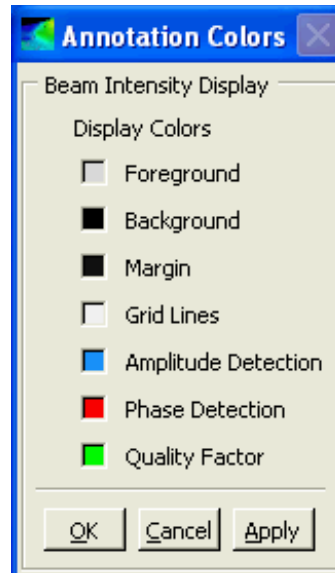 Annotation Colors
Beam Intensity Display
Display Colors
Foreground
Background
Margin
Grid Lines
Amplitude Detection
Phase Detection
Quality Factor
OK Cancel Apply